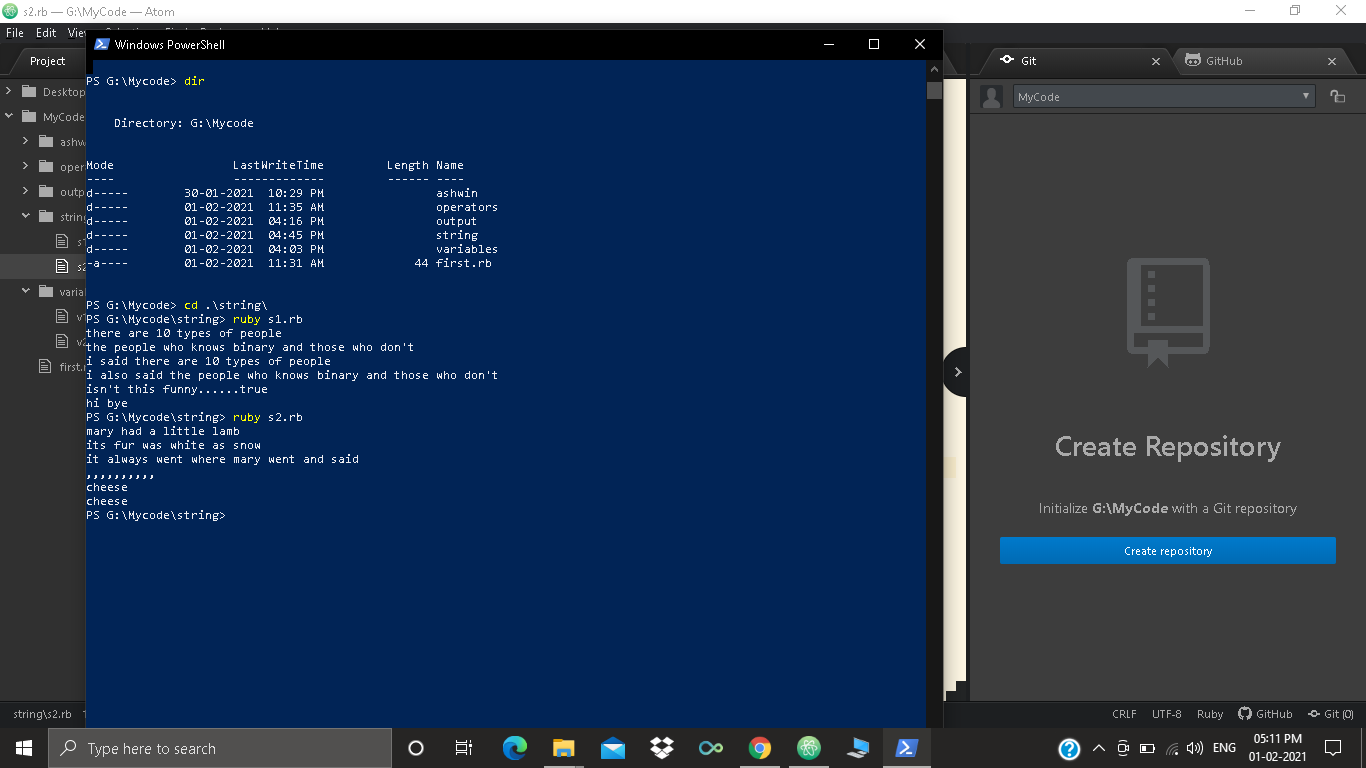 s2.rb — G:\MyCode — Atom
File Edit
Windows PowerShell
Project
Git
GitHub
MyCode
Desktop
MyCode
string
first.
PS G:\Mycode> dir
Directory: G:\Mycode
Mode LastWriteTime Length Name
---- ------------- ------ ----
d----- 30-01-2021 10:29 PM ashwin
d----- 01-02-2021 11:35 AM operators
d----- 01-02-2021 04:16 PM output
d----- 01-02-2021 04:45 PM string
d----- 01-02-2021 04:03 PM variables
-a---- 01-02-2021 11:31 AM 44 first.rb
PS G:\Mycode> cd .\string\
PS G:\Mycode\string> ruby s1.rb
there are 10 types of people
the people who knows binary and those who don't
i said there are 10 types of people
i also said the people who knows binary and those who don't
isn't this funny......true
hi bye
PS G:\Mycode\string> ruby s2.rb
mary had a little lamb
its fur was white as snow
it always went where mary went and said
,,,,,,,,,,
cheese
cheese
PS G:\Mycode\string>
Create Repository
Initialize G:\MyCode with a Git repository
Create repository
string\s2.rb
CRLF UTF-8 Ruby GitHub Git (0)
Type here to search
ENG
05:11 PM
01-02-2021